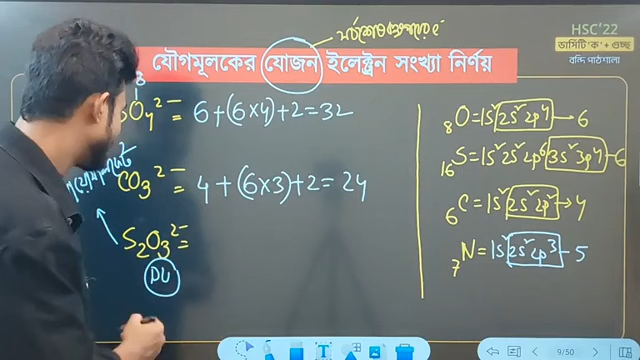 সর্বশেষ শক্তিস্তরের e
HSC'22
ভার্সিটি 'ক' + গুচ্ছ
বন্দি পাঠশালা
যৌগমূলকের যোজন ইলেক্ট্রন সংখ্যা নির্ণয়
SO₄²⁻ = 6 + (6×4) + 2 = 32
CO₃²⁻ = 4 + (6×3) + 2 = 24
S₂O₃²⁻ =
DU
₈O = 1s² 2s² 2p⁴ → 6
₁₆S = 1s² 2s² 2p⁶ 3s² 3p⁴ – 6
₆C = 1s² 2s² 2p² → 4
₇N = 1s² 2s² 2p³ – 5
9/50